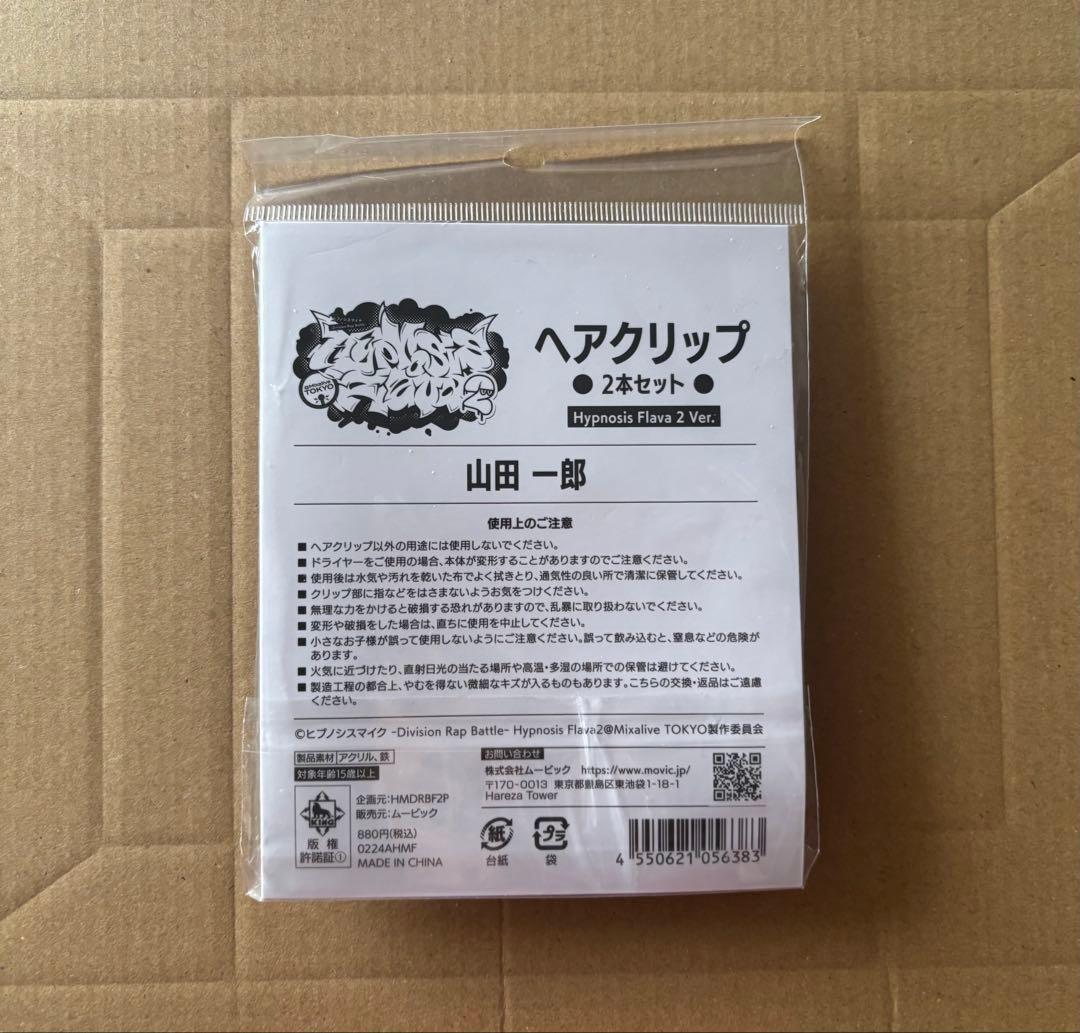 ヒプノシスマイク
Division Rap Battle
Hypnosis
Flava 2
@Mixalive
TOKYO
ヘアクリップ
● 2本セット ●
Hypnosis Flava 2 Ver.
山田 一郎
使用上のご注意
■ ヘアクリップ以外の用途には使用しないでください。
■ ドライヤーをご使用の場合、本体が変形することがありますのでご注意ください。
■ 使用後は水気や汚れを乾いた布でよく拭きとり、通気性の良い所で清潔に保管してください。
■ クリップ部に指などをはさまないようお気をつけください。
■ 無理な力をかけると破損する恐れがありますので、乱暴に取り扱わないでください。
■ 変形や破損をした場合は、直ちに使用を中止してください。
■ 小さなお子様が誤って使用しないようにご注意ください。誤って飲み込むと、窒息などの危険が
あります。
■ 火気に近づけたり、直射日光の当たる場所や高温・多湿の場所での保管は避けてください。
■ 製造工程の都合上、やむを得ない微細なキズが入るものもあります。こちらの交換・返品はご遠慮
ください。
©ヒプノシスマイク -Division Rap Battle- Hypnosis Flava2@Mixalive TOKYO製作委員会
製品素材 アクリル、鉄
対象年齢15歳以上
KING
版権
許諾証①
企画元:HMDRBF2P
販売元:ムービック
880円(税込)
0224AHMF
MADE IN CHINA
お問い合わせ
株式会社ムービック https://www.movic.jp/
〒170-0013 東京都豊島区東池袋1-18-1
Hareza Tower
紙
台紙
プラ
袋
4 550621 056383